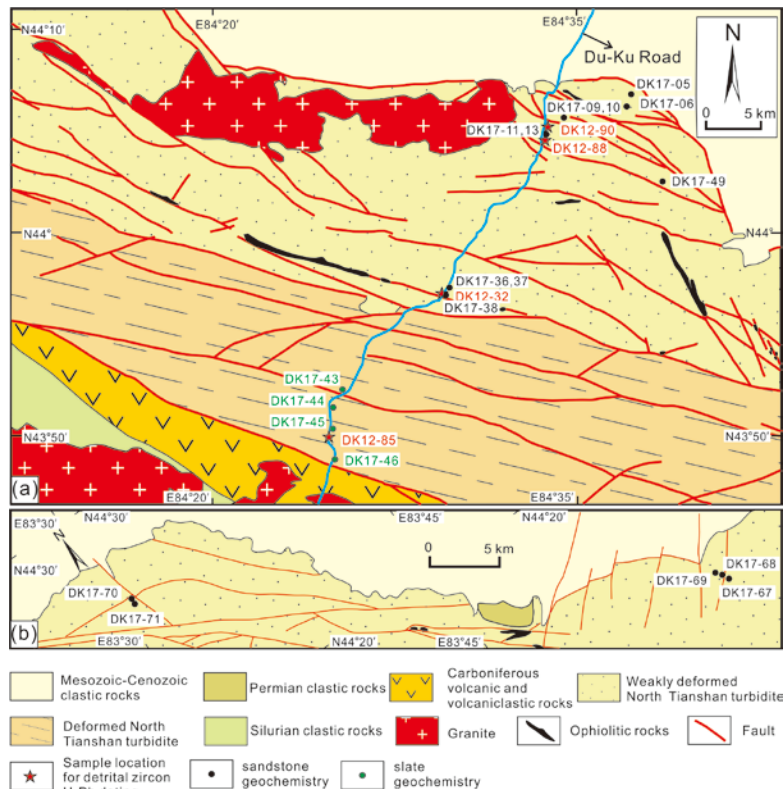 E84°20′
E84°35′
N44°10′
Du-Ku Road
N
0 5 km
DK17-05
DK17-09,10
DK17-06
DK17-11,13
DK12-90
DK12-88
DK17-49
N44°
N44°
DK17-36,37
DK12-32
DK17-38
DK17-43
DK17-44
DK17-45
DK12-85
DK17-46
N43°50′
N43°50′
(a)
E84°20′
E84°35′
E83°30′
N44°30′
E83°45′
N44°20′
N
0 5 km
N44°30′
DK17-68
DK17-69
DK17-67
DK17-70
DK17-71
(b)
E83°30′
N44°20′
E83°45′
Mesozoic-Cenozoic
clastic rocks
Permian clastic rocks
Carboniferous
volcanic and
volcaniclastic rocks
Weakly deformed
North Tianshan turbidite
Deformed North
Tianshan turbidite
Silurian clastic rocks
Granite
Ophiolitic rocks
Fault
Sample location
for detrital zircon
sandstone
geochemistry
slate
geochemistry